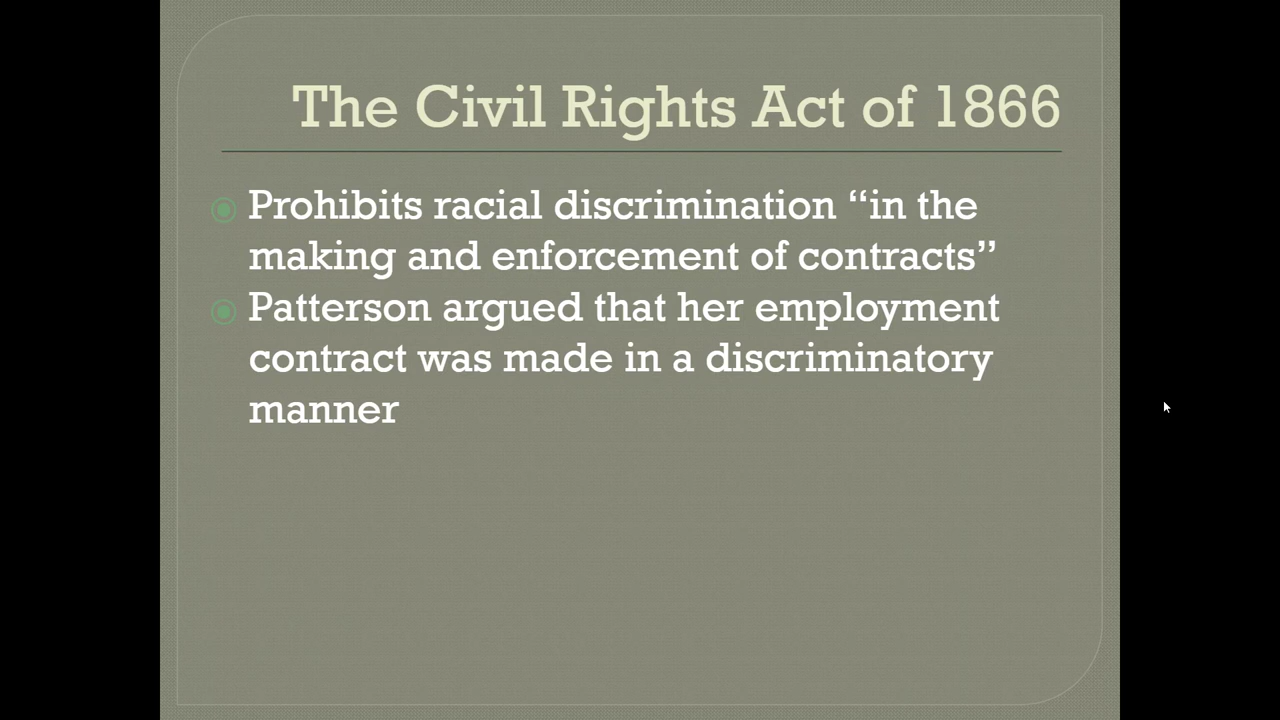 The Civil Rights Act of 1866
Prohibits racial discrimination “in the
making and enforcement of contracts”
Patterson argued that her employment
contract was made in a discriminatory
manner